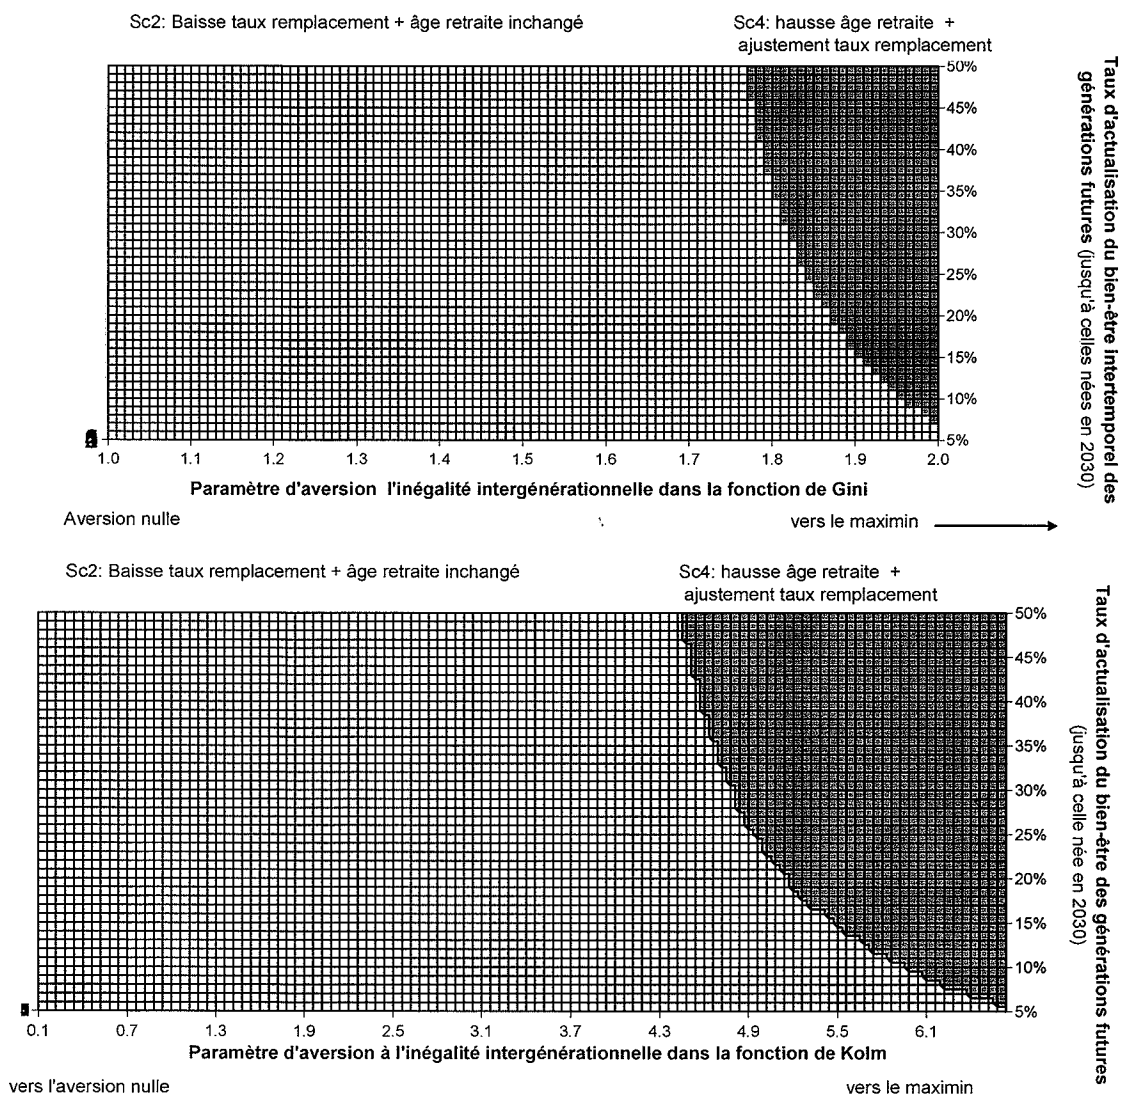 Sc2: Baisse taux remplacement + âge retraite inchangé
Sc4: hausse âge retraite +
ajustement taux remplacement
50%
45%
40%
35%
30%
25%
20%
15%
10%
5%
Taux d'actualisation du bien-être intertemporel des
générations futures (jusqu'à celles nées en 2030)
1.0 1.1 1.2 1.3 1.4 1.5 1.6 1.7 1.8 1.9 2.0
Paramètre d'aversion l'inégalité intergénérationnelle dans la fonction de Gini
Aversion nulle
vers le maximin
Sc2: Baisse taux remplacement + âge retraite inchangé
Sc4: hausse âge retraite +
ajustement taux remplacement
50%
45%
40%
35%
30%
25%
20%
15%
10%
5%
Taux d'actualisation du bien-être des générations futures
(jusqu'à celle née en 2030)
0.1 0.7 1.3 1.9 2.5 3.1 3.7 4.3 4.9 5.5 6.1
Paramètre d'aversion à l'inégalité intergénérationnelle dans la fonction de Kolm
vers l'aversion nulle
vers le maximin